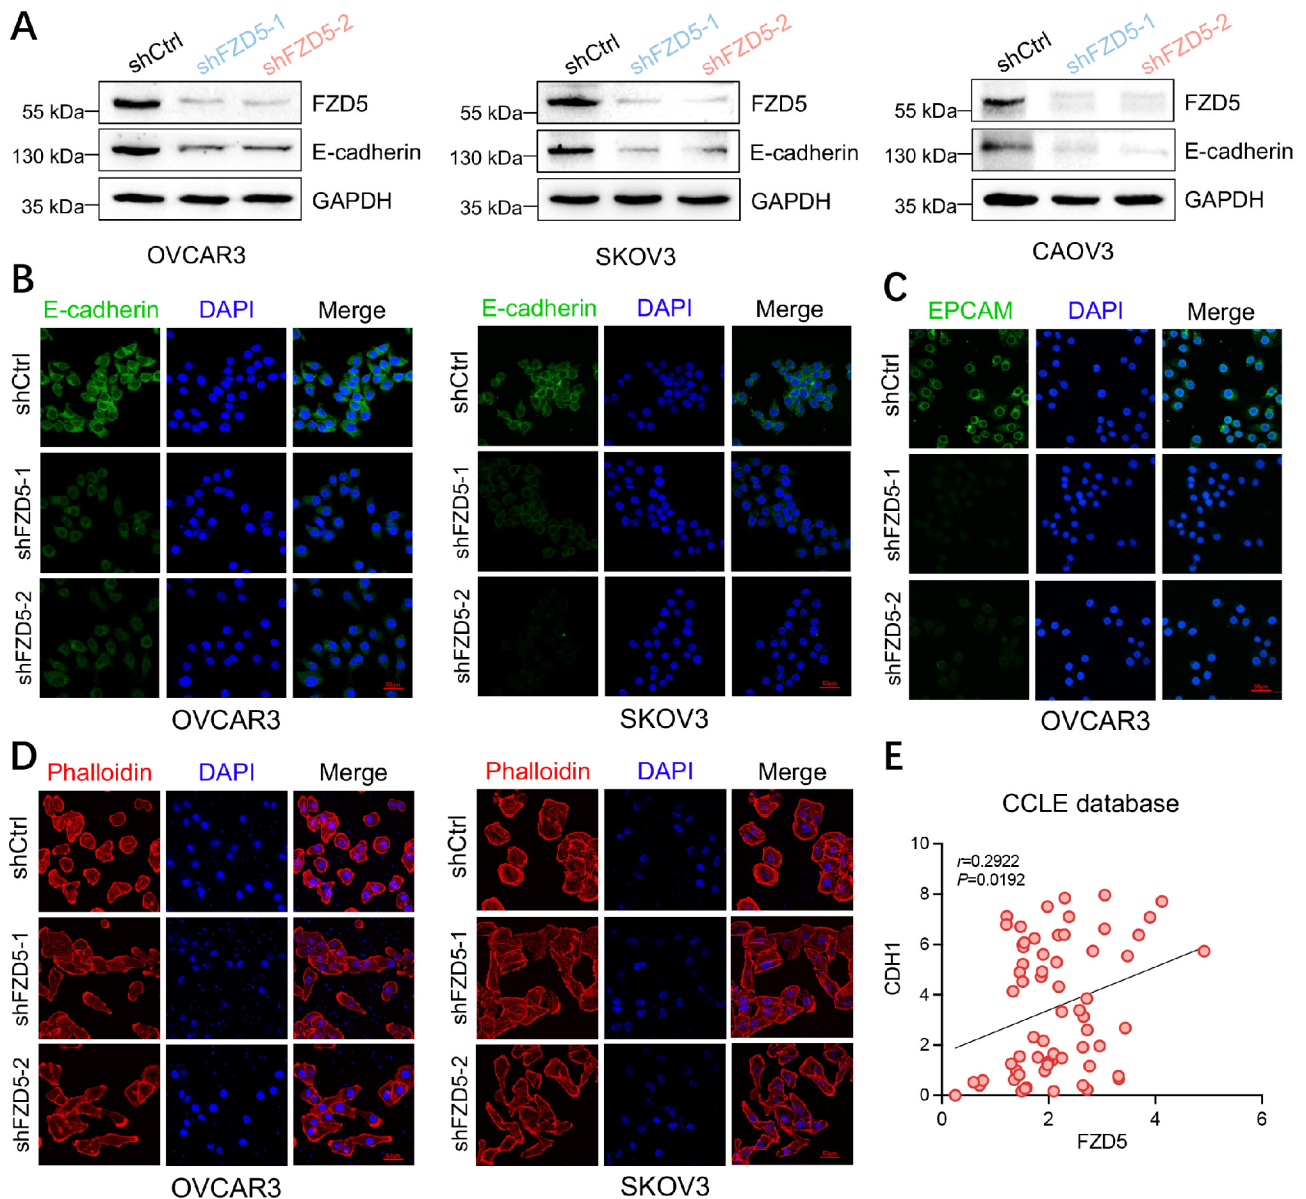 A
shCtrl shFZD5-1 shFZD5-2
55 kDa FZD5
130 kDa E-cadherin
35 kDa GAPDH
OVCAR3
shCtrl shFZD5-1 shFZD5-2
55 kDa FZD5
130 kDa E-cadherin
35 kDa GAPDH
SKOV3
shCtrl shFZD5-1 shFZD5-2
55 kDa FZD5
130 kDa E-cadherin
35 kDa GAPDH
CAOV3
B
E-cadherin DAPI Merge
shCtrl
shFZD5-1
shFZD5-2
50μm
OVCAR3
E-cadherin DAPI Merge
shCtrl
shFZD5-1
shFZD5-2
50μm
SKOV3
C
EPCAM DAPI Merge
shCtrl
shFZD5-1
shFZD5-2
50μm
OVCAR3
D
Phalloidin DAPI Merge
shCtrl
shFZD5-1
shFZD5-2
50μm
OVCAR3
Phalloidin DAPI Merge
shCtrl
shFZD5-1
shFZD5-2
50μm
SKOV3
E
CCLE database
r=0.2922
P=0.0192
10
8
6
4
2
0
CDH1
0 2 4 6
FZD5